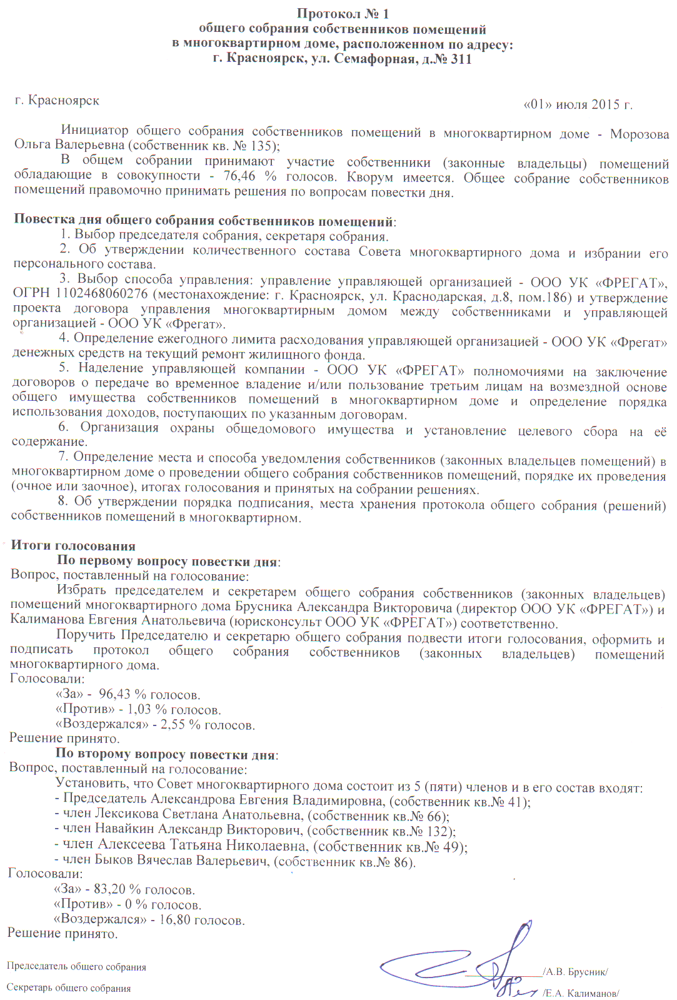 Протокол № 1
общего собрания собственников помещений
в многоквартирном доме, расположенном по адресу:
г. Красноярск, ул. Семафорная, д.№ 311
г. Красноярск «01» июля 2015 г.
Инициатор общего собрания собственников помещений в многоквартирном доме - Морозова
Ольга Валерьевна (собственник кв. № 135);
В общем собрании принимают участие собственники (законные владельцы) помещений
обладающие в совокупности - 76,46 % голосов. Кворум имеется. Общее собрание собственников
помещений правомочно принимать решения по вопросам повестки дня.
Повестка дня общего собрания собственников помещений:
1. Выбор председателя собрания, секретаря собрания.
2. Об утверждении количественного состава Совета многоквартирного дома и избрании его
персонального состава.
3. Выбор способа управления: управление управляющей организацией - ООО УК «ФРЕГАТ»,
ОГРН 1102468060276 (местонахождение: г. Красноярск, ул. Краснодарская, д.8, пом.186) и утверждение
проекта договора управления многоквартирным домом между собственниками и управляющей
организацией - ООО УК «Фрегат».
4. Определение ежегодного лимита расходования управляющей организацией - ООО УК «Фрегат»
денежных средств на текущий ремонт жилищного фонда.
5. Наделение управляющей компании - ООО УК «ФРЕГАТ» полномочиями на заключение
договоров о передаче во временное владение и/или пользование третьим лицам на возмездной основе
общего имущества собственников помещений в многоквартирном доме и определение порядка
использования доходов, поступающих по указанным договорам.
6. Организация охраны общедомового имущества и установление целевого сбора на её
содержание.
7. Определение места и способа уведомления собственников (законных владельцев помещений) в
многоквартирном доме о проведении общего собрания собственников помещений, порядке их проведения
(очное или заочное), итогах голосования и принятых на собрании решениях.
8. Об утверждении порядка подписания, места хранения протокола общего собрания (решений)
собственников помещений в многоквартирном.
Итоги голосования
По первому вопросу повестки дня:
Вопрос, поставленный на голосование:
Избрать председателем и секретарем общего собрания собственников (законных владельцев)
помещений многоквартирного дома Брусника Александра Викторовича (директор ООО УК «ФРЕГАТ») и
Калиманова Евгения Анатольевича (юрисконсульт ООО УК «ФРЕГАТ») соответственно.
Поручить Председателю и секретарю общего собрания подвести итоги голосования, оформить и
подписать протокол общего собрания собственников (законных владельцев) помещений
многоквартирного дома.
Голосовали:
«За» - 96,43 % голосов.
«Против» - 1,03 % голосов.
«Воздержался» - 2,55 % голосов.
Решение принято.
По второму вопросу повестки дня:
Вопрос, поставленный на голосование:
Установить, что Совет многоквартирного дома состоит из 5 (пяти) членов и в его состав входят:
- Председатель Александрова Евгения Владимировна, (собственник кв.№ 41);
- член Лексикова Светлана Анатольевна, (собственник кв.№ 66);
- член Навайкин Александр Викторович, (собственник кв.№ 132);
- член Алексеева Татьяна Николаевна, (собственник кв.№ 49);
- член Быков Вячеслав Валерьевич, (собственник кв.№ 86).
Голосовали:
«За» - 83,20 % голосов.
«Против» - 0 % голосов.
«Воздержался» - 16,80 голосов.
Решение принято.
Председатель общего собрания /А.В. Брусник/
Секретарь общего собрания /Е.А. Калиманов/